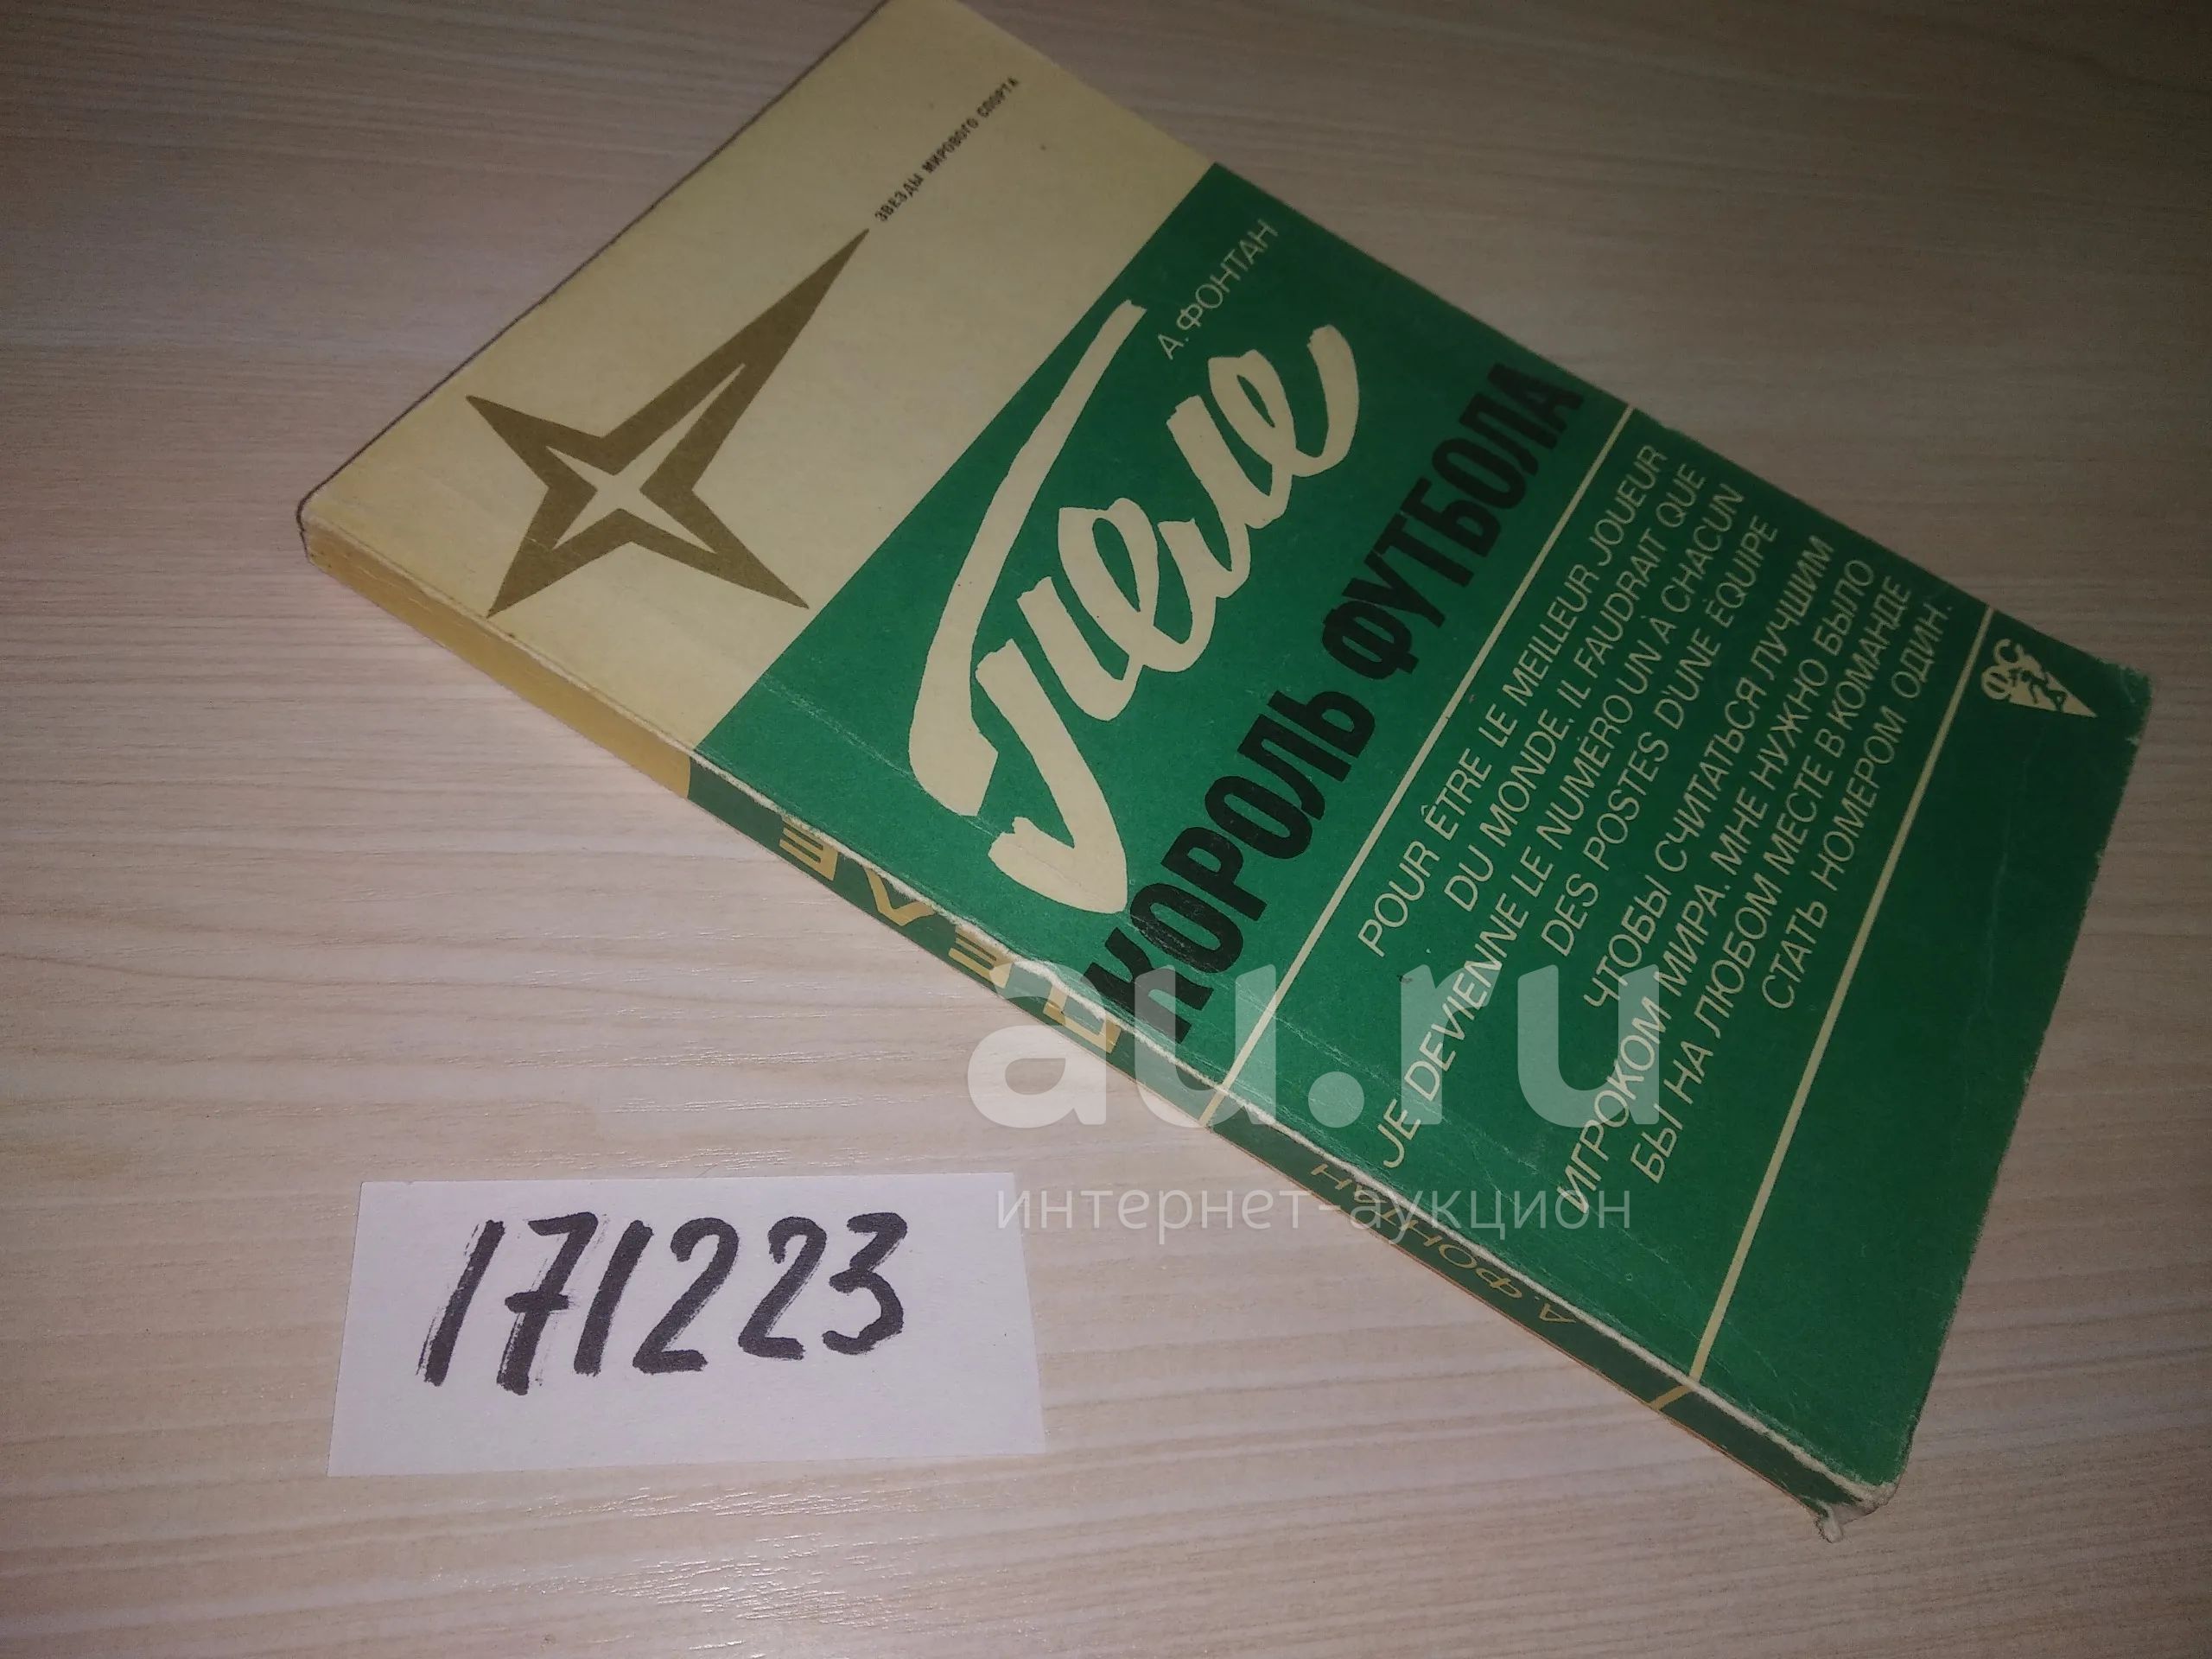 ЗВЕЗДЫ МИРОВОГО СПОРТА
А. ФОНТАН
Пеле
КОРОЛЬ ФУТБОЛА
POUR ÊTRE LE MEILLEUR JOUEUR
DU MONDE, IL FAUDRAIT QUE
JE DEVIENNE LE NUMÉRO UN À CHACUN
DES POSTES D'UNE ÉQUIPE
ЧТОБЫ СЧИТАТЬСЯ ЛУЧШИМ
ИГРОКОМ МИРА, МНЕ НУЖНО БЫЛО
БЫ НА ЛЮБОМ МЕСТЕ В КОМАНДЕ
СТАТЬ НОМЕРОМ ОДИН.
ФС
А. ФОНТАН
ПЕЛЕ
171223
au.ru
интернет-аукцион